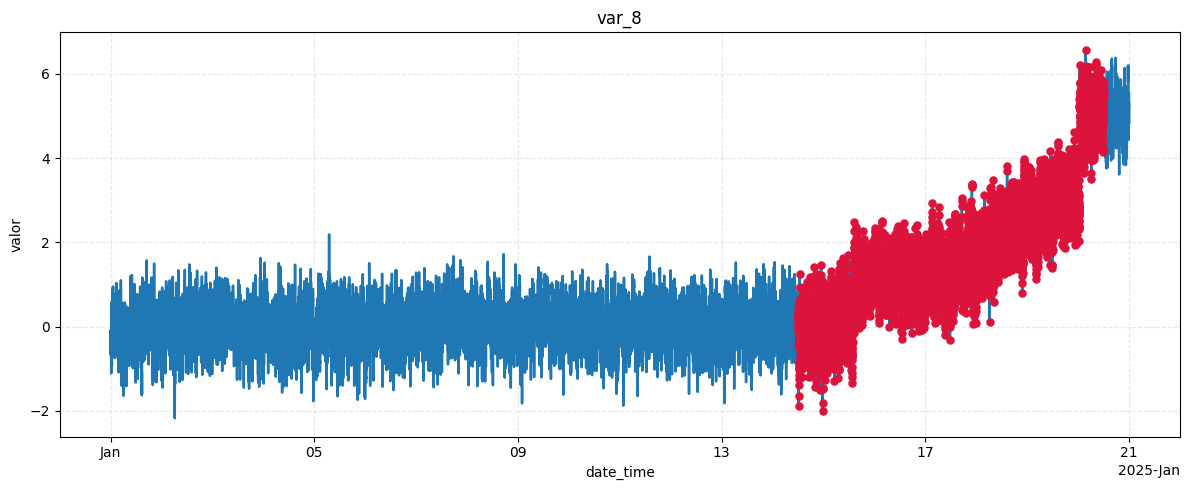 var_8
valor
6
4
2
0
−2
Jan 05 09 13 17 21
date_time
2025-Jan